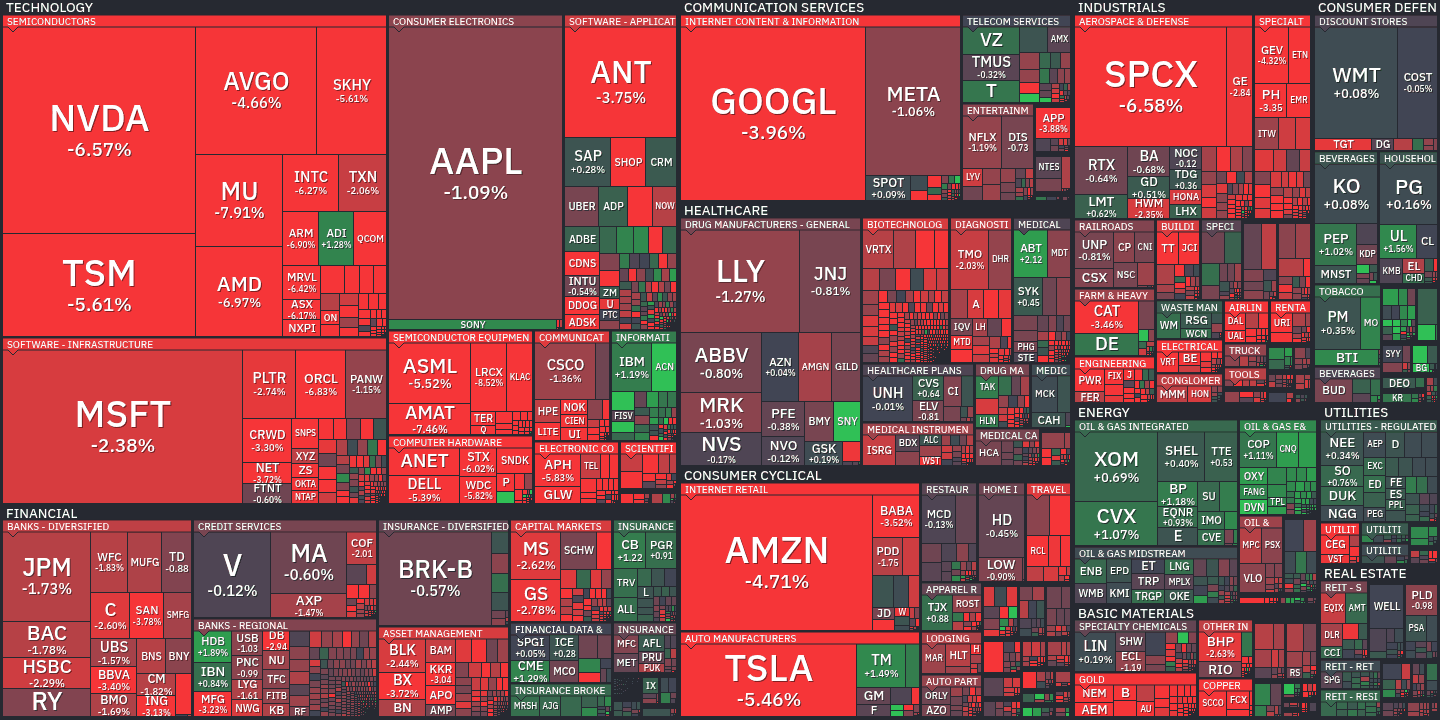 TECHNOLOGY
SEMICONDUCTORS
NVDA
-6.57%
TSM
-5.61%
AVGO
-4.66%
SKHY
-5.61%
MU
-7.91%
AMD
-6.97%
INTC
-6.27%
TXN
-2.06%
ARM
-6.90%
ADI
+1.28%
QCOM
MRVL
-6.42%
ASX
-6.17%
NXPI
ON
CONSUMER ELECTRONICS
AAPL
-1.09%
SONY
SOFTWARE - APPLICAT
ANT
-3.75%
SAP
+0.28%
SHOP
CRM
UBER
ADP
NOW
ADBE
CDNS
INTU
-0.54%
ZM
DDOG
U
PTC
ADSK
SOFTWARE - INFRASTRUCTURE
MSFT
-2.38%
PLTR
-2.74%
ORCL
-6.83%
PANW
-1.15%
CRWD
-3.30%
SNPS
NET
-3.72%
XYZ
ZS
OKTA
FTNT
-0.60%
NTAP
SEMICONDUCTOR EQUIPMEN
ASML
-5.52%
LRCX
-8.52%
KLAC
AMAT
-7.46%
TER
Q
COMMUNICAT
CSCO
-1.36%
HPE
NOK
CIEN
LITE
UI
INFORMATI
IBM
+1.19%
ACN
FISV
COMPUTER HARDWARE
ANET
STX
-6.02%
SNDK
DELL
-5.39%
WDC
-5.82%
P
ELECTRONIC CO
APH
-5.83%
TEL
GLW
SCIENTIFI
FINANCIAL
BANKS - DIVERSIFIED
JPM
-1.73%
WFC
-1.83%
MUFG
TD
-0.88
C
-2.60%
SAN
-3.78%
SMFG
BAC
-1.78%
UBS
-1.57%
BNS
BNY
HSBC
-2.29%
BBVA
-3.40%
CM
-1.82%
RY
BMO
-1.69%
ING
-3.13%
CREDIT SERVICES
V
-0.12%
MA
-0.60%
COF
-2.01
AXP
-1.47%
BANKS - REGIONAL
HDB
+1.89%
USB
-1.03
DB
-2.94
IBN
+0.84%
PNC
-0.99
NU
LYG
-1.61
TFC
MFG
-3.23%
NWG
FITB
KB
RF
INSURANCE - DIVERSIFIED
BRK-B
-0.57%
ASSET MANAGEMENT
BLK
-2.44%
BAM
KKR
-3.04
BX
-3.72%
APO
BN
AMP
CAPITAL MARKETS
MS
-2.62%
SCHW
GS
-2.78%
INSURANCE
CB
+1.22
PGR
+0.91
TRV
L
ALL
FINANCIAL DATA &
SPGI
+0.05%
ICE
+0.28
CME
+1.29%
MCO
INSURANCE BROKE
MRSH
AJG
INSURANCE
MFC
AFL
MET
PRU
PUK
IX
COMMUNICATION SERVICES
INTERNET CONTENT & INFORMATION
GOOGL
-3.96%
META
-1.06%
SPOT
+0.09%
TELECOM SERVICES
VZ
AMX
TMUS
-0.32%
T
ENTERTAINM
NFLX
-1.19%
DIS
-0.73
LYV
APP
-3.88%
NTES
HEALTHCARE
DRUG MANUFACTURERS - GENERAL
LLY
-1.27%
JNJ
-0.81%
ABBV
-0.80%
AZN
+0.04%
AMGN
GILD
MRK
-1.03%
PFE
-0.38%
BMY
SNY
NVS
-0.17%
NVO
-0.12%
GSK
+0.19%
BIOTECHNOLOG
VRTX
DIAGNOSTI
TMO
-2.03%
DHR
A
IQV
LH
MTD
MEDICAL
ABT
+2.12
MDT
SYK
+0.45
PHG
STE
HEALTHCARE PLANS
UNH
-0.01%
CVS
+0.64
CI
ELV
-0.81
DRUG MA
TAK
HLN
MEDIC
MCK
CAH
MEDICAL INSTRUMEN
ISRG
BDX
ALC
WST
MEDICAL CA
HCA
CONSUMER CYCLICAL
INTERNET RETAIL
AMZN
-4.71%
BABA
-3.52%
PDD
-1.75
JD
W
RESTAUR
MCD
-0.13%
HOME I
HD
-0.45%
LOW
-0.90%
TRAVEL
RCL
APPAREL R
TJX
+0.88
ROST
AUTO MANUFACTURERS
TSLA
-5.46%
TM
+1.49%
GM
F
LODGING
MAR
HLT
H
AUTO PART
ORLY
AZO
INDUSTRIALS
AEROSPACE & DEFENSE
SPCX
-6.58%
GE
-2.84
RTX
-0.64%
BA
-0.68%
NOC
-0.12
GD
+0.51%
TDG
+0.36
LMT
+0.62%
HWM
-2.35%
HONA
LHX
SPECIALT
GEV
-4.32%
ETN
PH
-3.35
EMR
ITW
RAILROADS
UNP
-0.81%
CP
CNI
CSX
NSC
BUILDI
TT
JCI
SPECI
FARM & HEAVY
CAT
-3.46%
DE
WASTE MAN
WM
RSG
WCN
AIRLIN
DAL
UAL
RENTA
URI
ENGINEERING
PWR
FIX
J
FER
ELECTRICAL
VRT
BE
TRUCK
CONGLOMER
MMM
HON
TOOLS
CONSUMER DEFEN
DISCOUNT STORES
WMT
+0.08%
COST
-0.05%
TGT
DG
BEVERAGES
KO
+0.08%
PEP
+1.02%
KDP
MNST
HOUSEHOL
PG
+0.16%
UL
+1.56%
CL
KMB
EL
CHD
TOBACCO
PM
+0.35%
MO
BTI
SYY
BG
BEVERAGES
BUD
DEO
KR
ENERGY
OIL & GAS INTEGRATED
XOM
+0.69%
SHEL
+0.40%
TTE
+0.53
CVX
+1.07%
BP
+1.18%
SU
EQNR
+0.93%
IMO
E
CVE
OIL & GAS E&
COP
+1.11%
CNQ
OXY
FANG
TPL
DVN
OIL & GAS MIDSTREAM
ENB
EPD
ET
LNG
TRP
MPLX
WMB
KMI
TRGP
OKE
OIL &
MPC
PSX
VLO
UTILITIES
UTILITIES - REGULATED
NEE
+0.34%
AEP
D
SO
+0.76%
EXC
ED
FE
DUK
ES
PPL
NGG
PEG
UTILIT
CEG
VST
UTILITI
UTILITI
BASIC MATERIALS
SPECIALTY CHEMICALS
LIN
+0.19%
SHW
ECL
-1.19
OTHER IN
BHP
-2.63%
RIO
RS
GOLD
NEM
B
AEM
AU
COPPER
SCCO
FCX
REAL ESTATE
REIT - S
EQIX
AMT
DLR
CCI
WELL
PLD
-0.98
PSA
REIT - RET
SPG
REIT - RESI